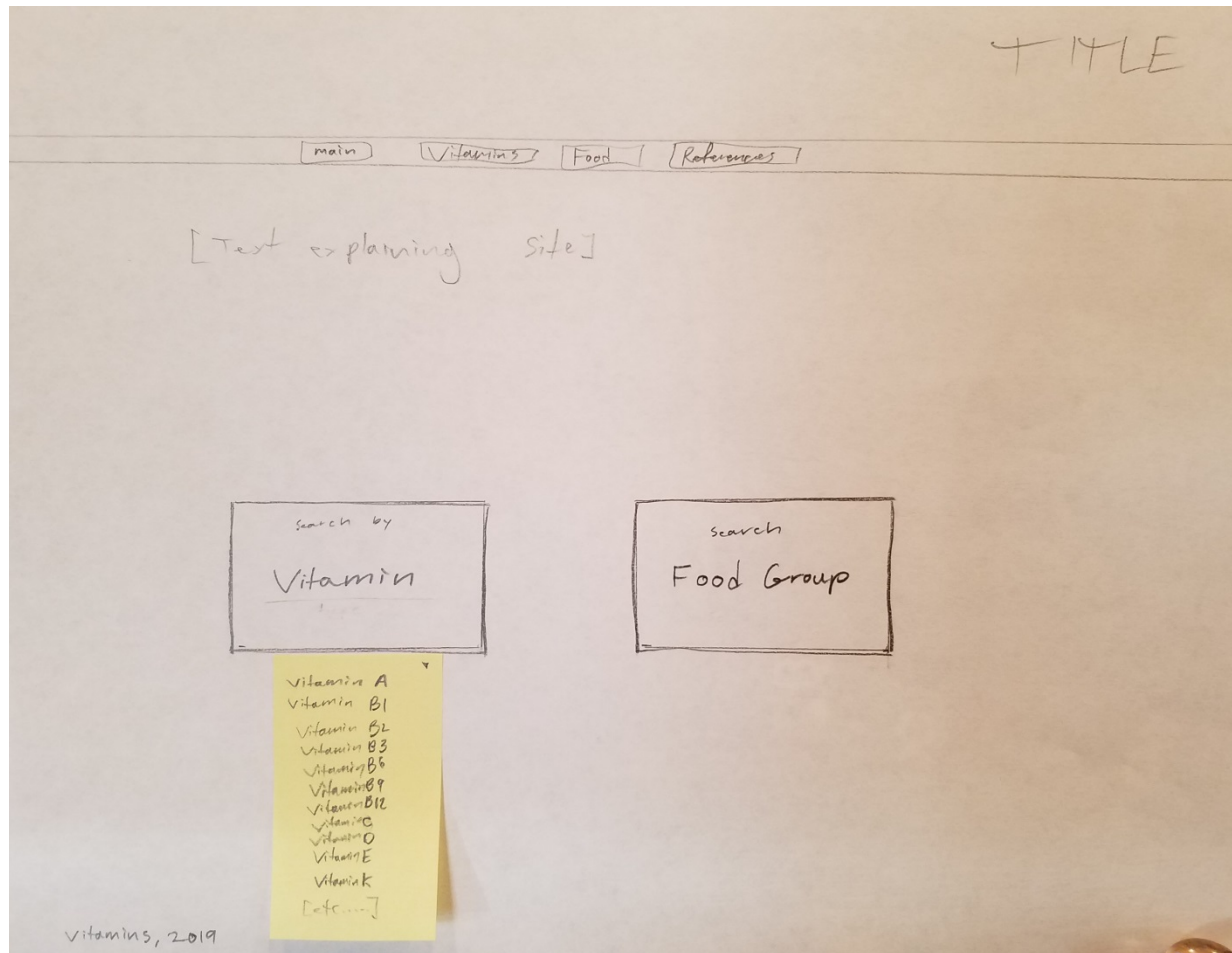 TITLE
main Vitamins Food References
[Text explaining site]
Search by
Vitamin
Search
Food Group
Vitamin A
Vitamin B1
Vitamin B2
Vitamin B3
Vitamin B6
Vitamin B9
Vitamin B12
Vitamin C
Vitamin D
Vitamin E
Vitamin K
[etc.....]
Vitamins, 2019